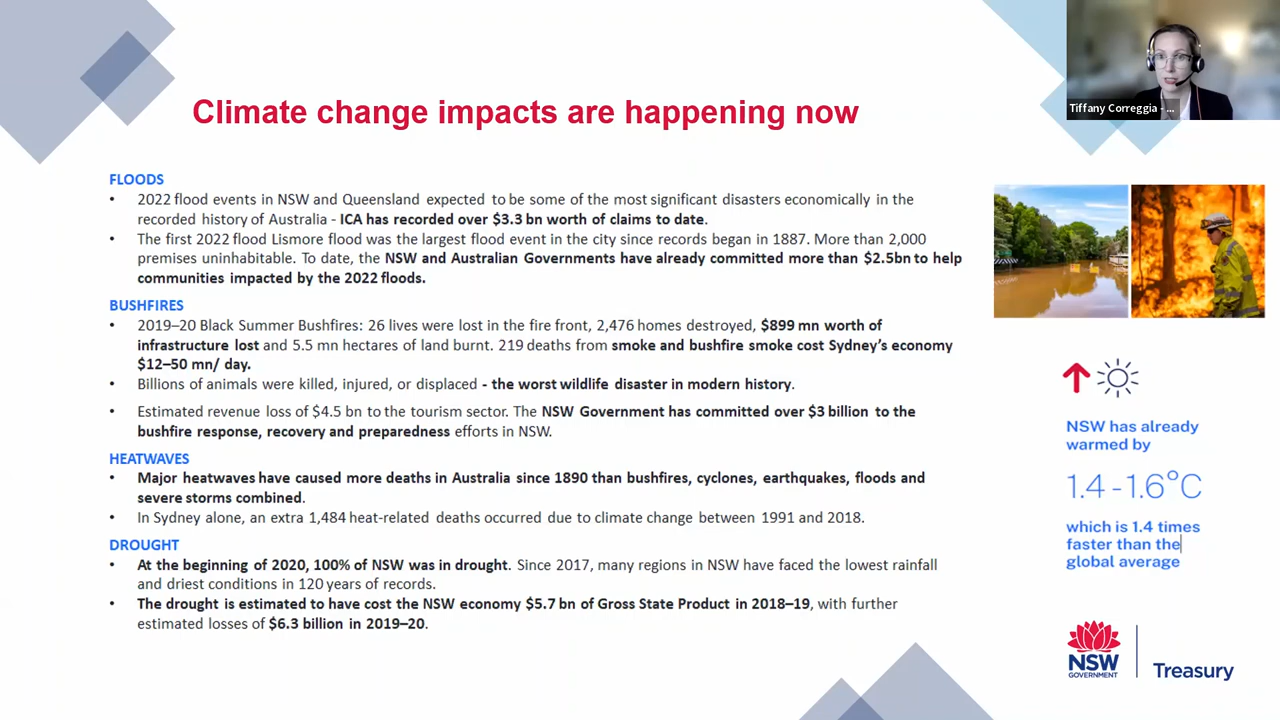 Climate change impacts are happening now
Tiffany Correggia - ...
FLOODS
• 2022 flood events in NSW and Queensland expected to be some of the most significant disasters economically in the
recorded history of Australia - ICA has recorded over $3.3 bn worth of claims to date.
• The first 2022 flood Lismore flood was the largest flood event in the city since records began in 1887. More than 2,000
premises uninhabitable. To date, the NSW and Australian Governments have already committed more than $2.5bn to help
communities impacted by the 2022 floods.
BUSHFIRES
• 2019–20 Black Summer Bushfires: 26 lives were lost in the fire front, 2,476 homes destroyed, $899 mn worth of
infrastructure lost and 5.5 mn hectares of land burnt. 219 deaths from smoke and bushfire smoke cost Sydney's economy
$12–50 mn/ day.
• Billions of animals were killed, injured, or displaced - the worst wildlife disaster in modern history.
• Estimated revenue loss of $4.5 bn to the tourism sector. The NSW Government has committed over $3 billion to the
bushfire response, recovery and preparedness efforts in NSW.
HEATWAVES
• Major heatwaves have caused more deaths in Australia since 1890 than bushfires, cyclones, earthquakes, floods and
severe storms combined.
• In Sydney alone, an extra 1,484 heat-related deaths occurred due to climate change between 1991 and 2018.
DROUGHT
• At the beginning of 2020, 100% of NSW was in drought. Since 2017, many regions in NSW have faced the lowest rainfall
and driest conditions in 120 years of records.
• The drought is estimated to have cost the NSW economy $5.7 bn of Gross State Product in 2018–19, with further
estimated losses of $6.3 billion in 2019–20.
NSW has already
warmed by
1.4 -1.6°C
which is 1.4 times
faster than the
global average
NSW
GOVERNMENT
Treasury